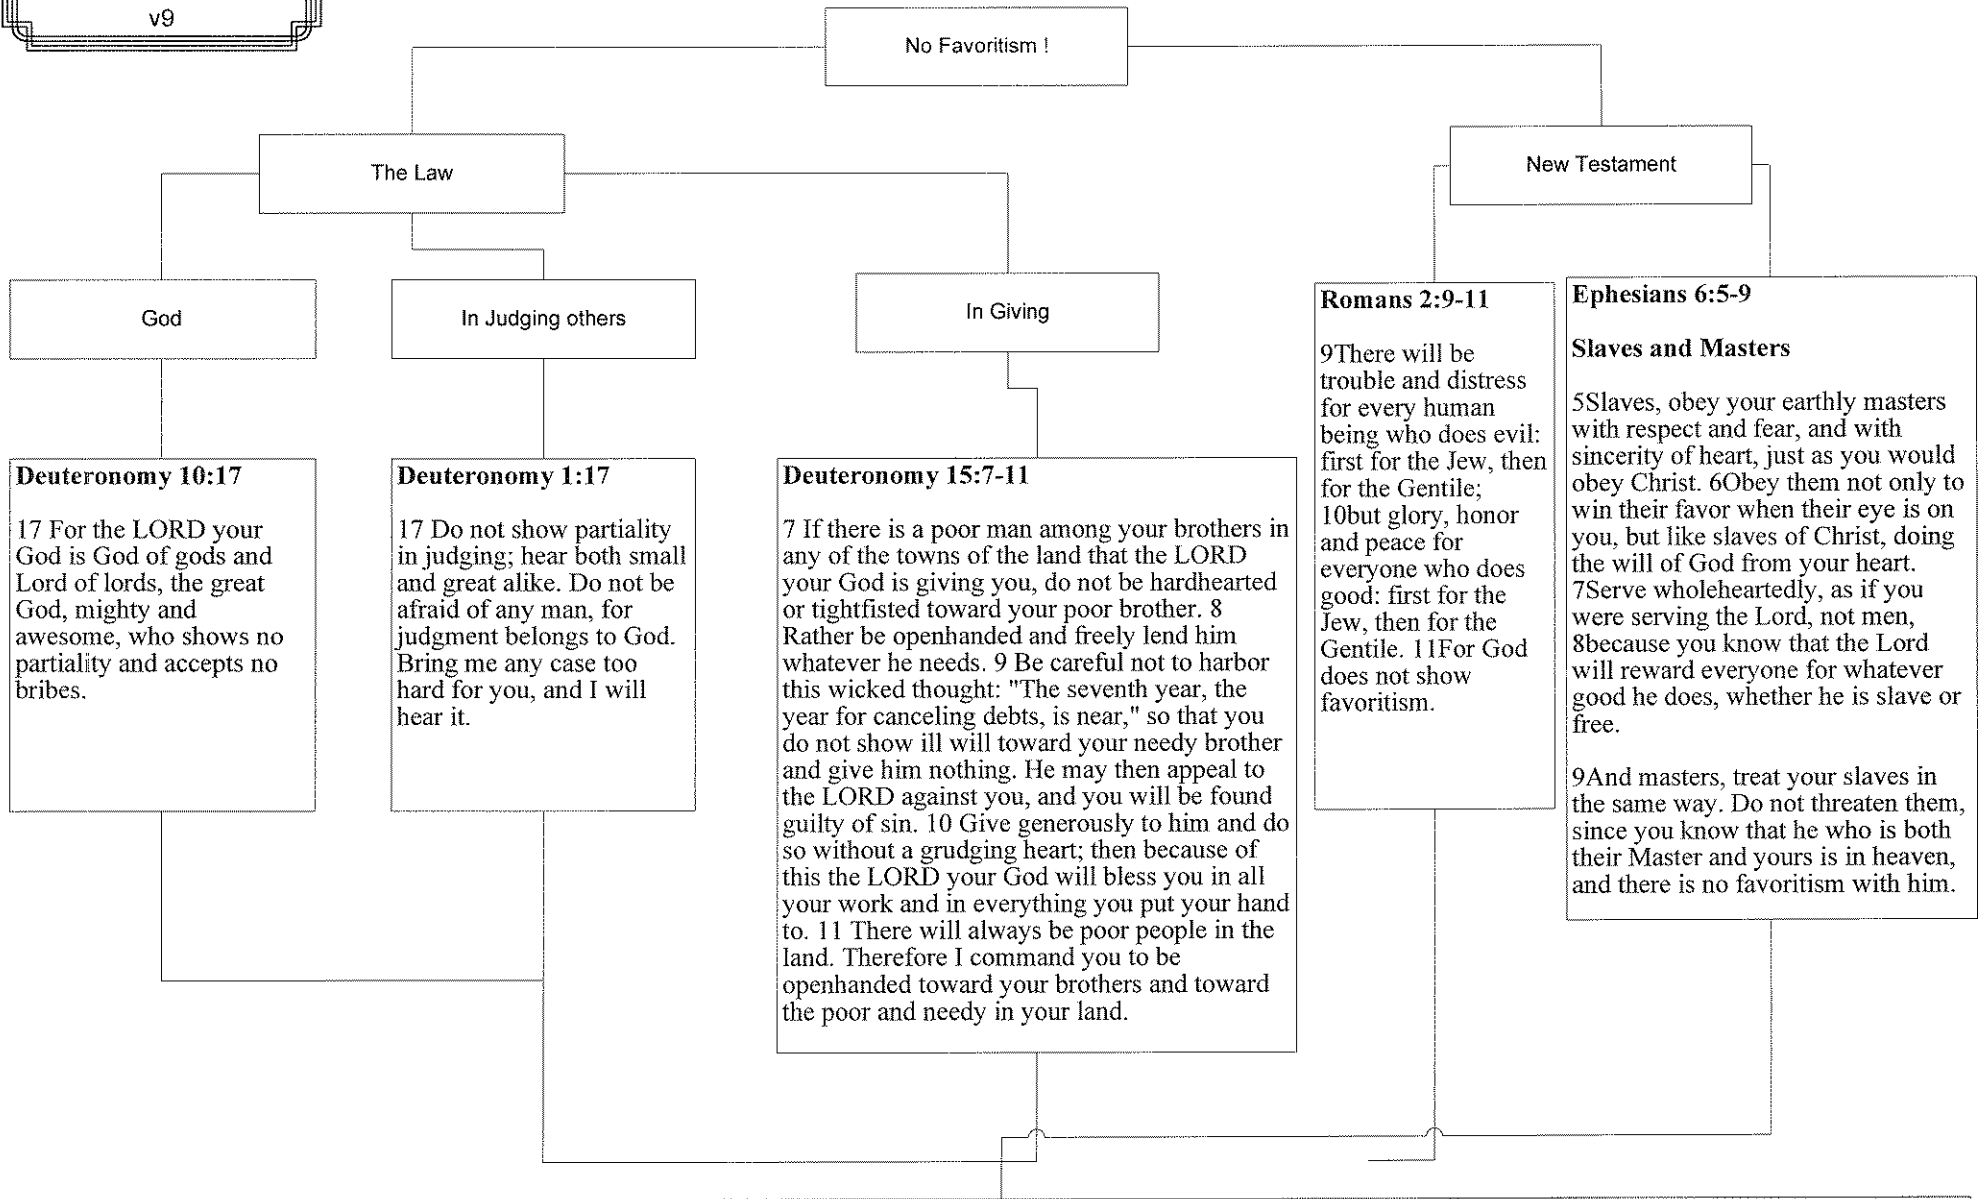 v9
No Favoritism !
The Law
New Testament
God
In Judging others
In Giving
Deuteronomy 10:17
17 For the LORD your
God is God of gods and
Lord of lords, the great
God, mighty and
awesome, who shows no
partiality and accepts no
bribes.
Deuteronomy 1:17
17 Do not show partiality
in judging; hear both small
and great alike. Do not be
afraid of any man, for
judgment belongs to God.
Bring me any case too
hard for you, and I will
hear it.
Deuteronomy 15:7-11
7 If there is a poor man among your brothers in
any of the towns of the land that the LORD
your God is giving you, do not be hardhearted
or tightfisted toward your poor brother. 8
Rather be openhanded and freely lend him
whatever he needs. 9 Be careful not to harbor
this wicked thought: "The seventh year, the
year for canceling debts, is near," so that you
do not show ill will toward your needy brother
and give him nothing. He may then appeal to
the LORD against you, and you will be found
guilty of sin. 10 Give generously to him and do
so without a grudging heart; then because of
this the LORD your God will bless you in all
your work and in everything you put your hand
to. 11 There will always be poor people in the
land. Therefore I command you to be
openhanded toward your brothers and toward
the poor and needy in your land.
Romans 2:9-11
9There will be
trouble and distress
for every human
being who does evil:
first for the Jew, then
for the Gentile;
10but glory, honor
and peace for
everyone who does
good: first for the
Jew, then for the
Gentile. 11For God
does not show
favoritism.
Ephesians 6:5-9
Slaves and Masters
5Slaves, obey your earthly masters
with respect and fear, and with
sincerity of heart, just as you would
obey Christ. 6Obey them not only to
win their favor when their eye is on
you, but like slaves of Christ, doing
the will of God from your heart.
7Serve wholeheartedly, as if you
were serving the Lord, not men,
8because you know that the Lord
will reward everyone for whatever
good he does, whether he is slave or
free.
9And masters, treat your slaves in
the same way. Do not threaten them,
since you know that he who is both
their Master and yours is in heaven,
and there is no favoritism with him.